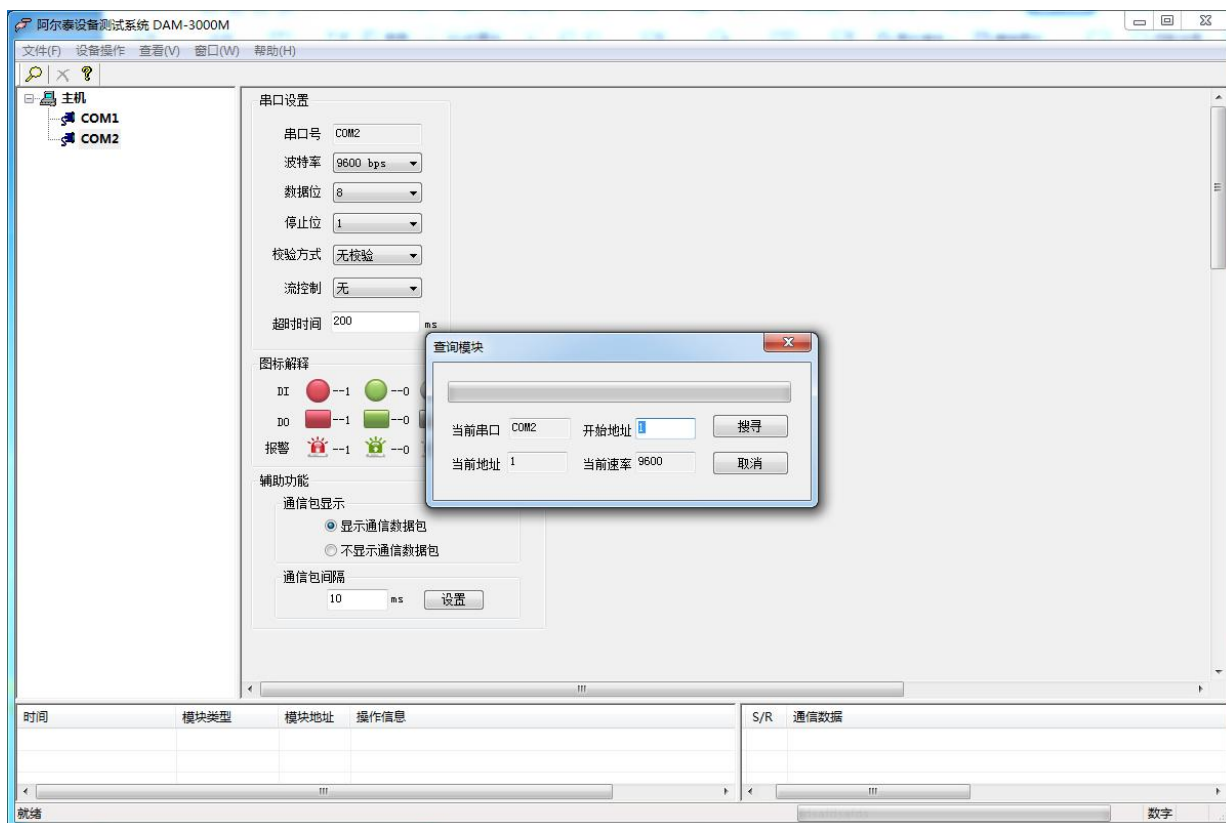 阿尔泰设备测试系统 DAM-3000M
文件(F) 设备操作 查看(V) 窗口(W) 帮助(H)
主机
COM1
COM2
串口设置
串口号 COM2
波特率 9600 bps
数据位 8
停止位 1
校验方式 无校验
流控制 无
超时时间 200 ms
图标解释
DI --1 --0
DO --1 --0
报警 --1 --0
辅助功能
通信包显示
显示通信数据包
不显示通信数据包
通信包间隔
10 ms 设置
查询模块
当前串口 COM2 开始地址 1 搜寻
当前地址 1 当前速率 9600 取消
时间 模块类型 模块地址 操作信息 S/R 通信数据
就绪 数字